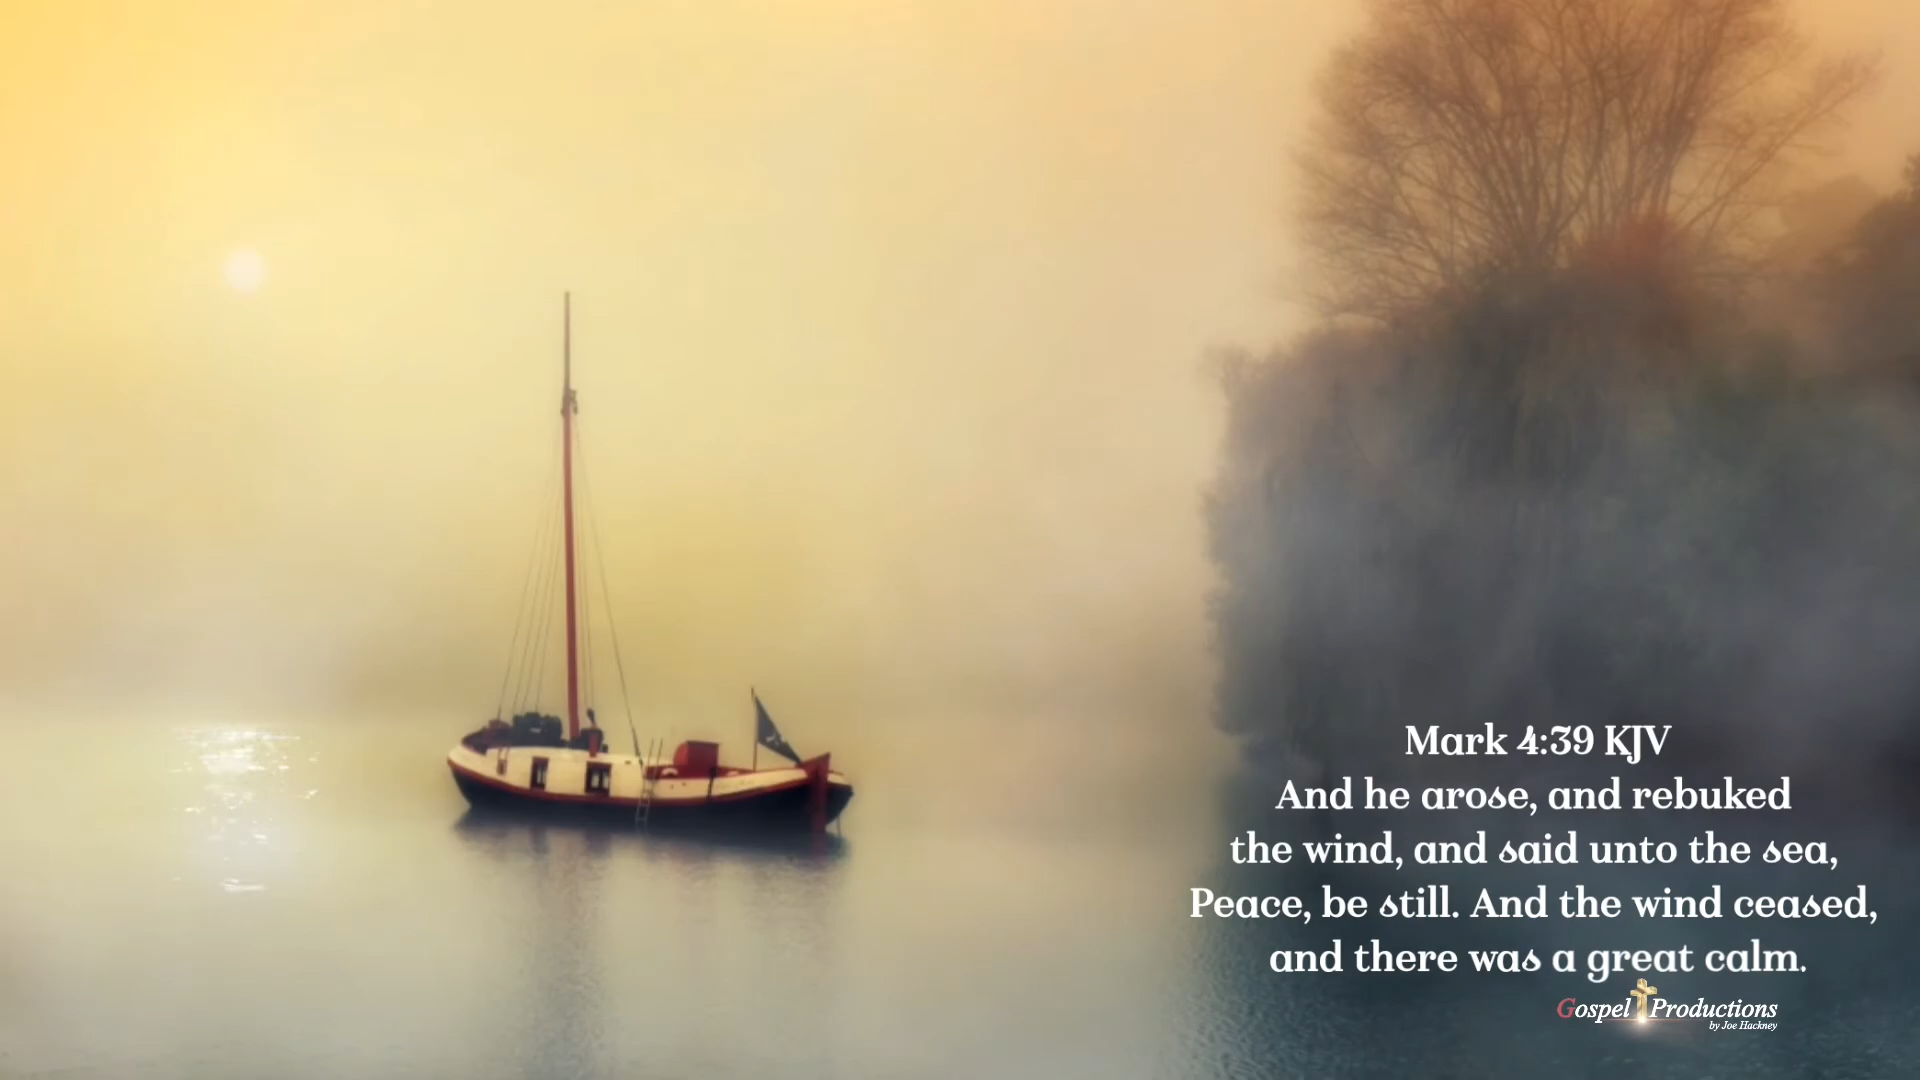 Mark 4:39 KJV
And he arose, and rebuked
the wind, and said unto the sea,
Peace, be still. And the wind ceased,
and there was a great calm.
Gospel Productions
by Joe Hackney